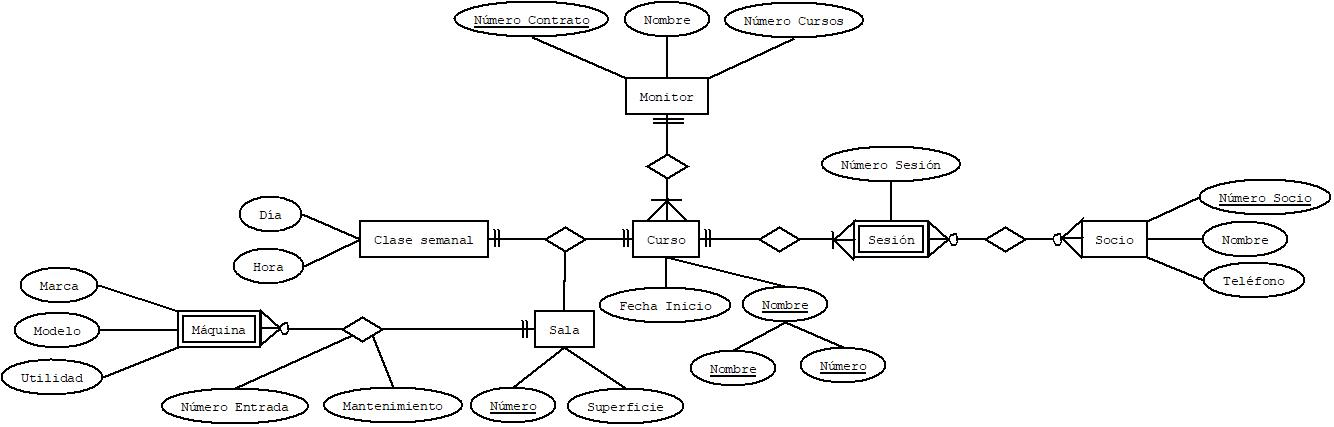 Número Contrato
Nombre
Número Cursos
Monitor
Número Sesión
Número Socio
Día
Clase semanal
Curso
Sesión
Socio
Nombre
Hora
Teléfono
Marca
Fecha Inicio
Nombre
Modelo
Máquina
Sala
Utilidad
Nombre
Número
Número Entrada
Mantenimiento
Número
Superficie